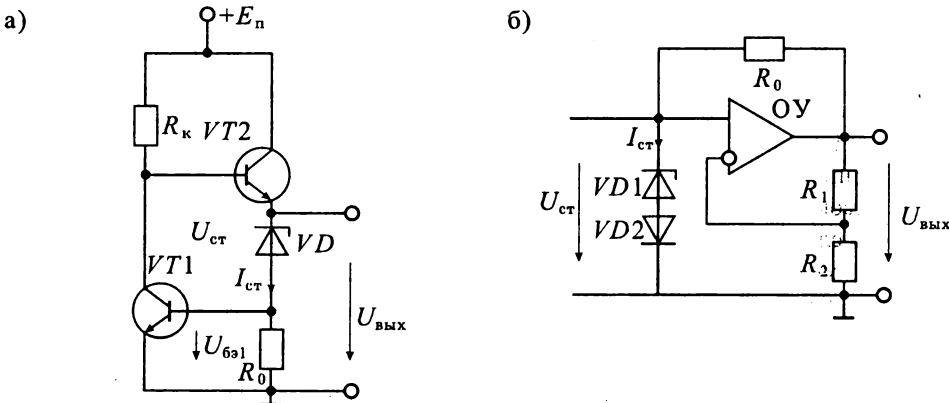 а)
+Eп
Rк
VT2
Uст
VD
VT1
Iст
Uбэ1
Uвых
R0
б)
R0
ОУ
Iст
VD1
R1
Uст
VD2
Uвых
R2